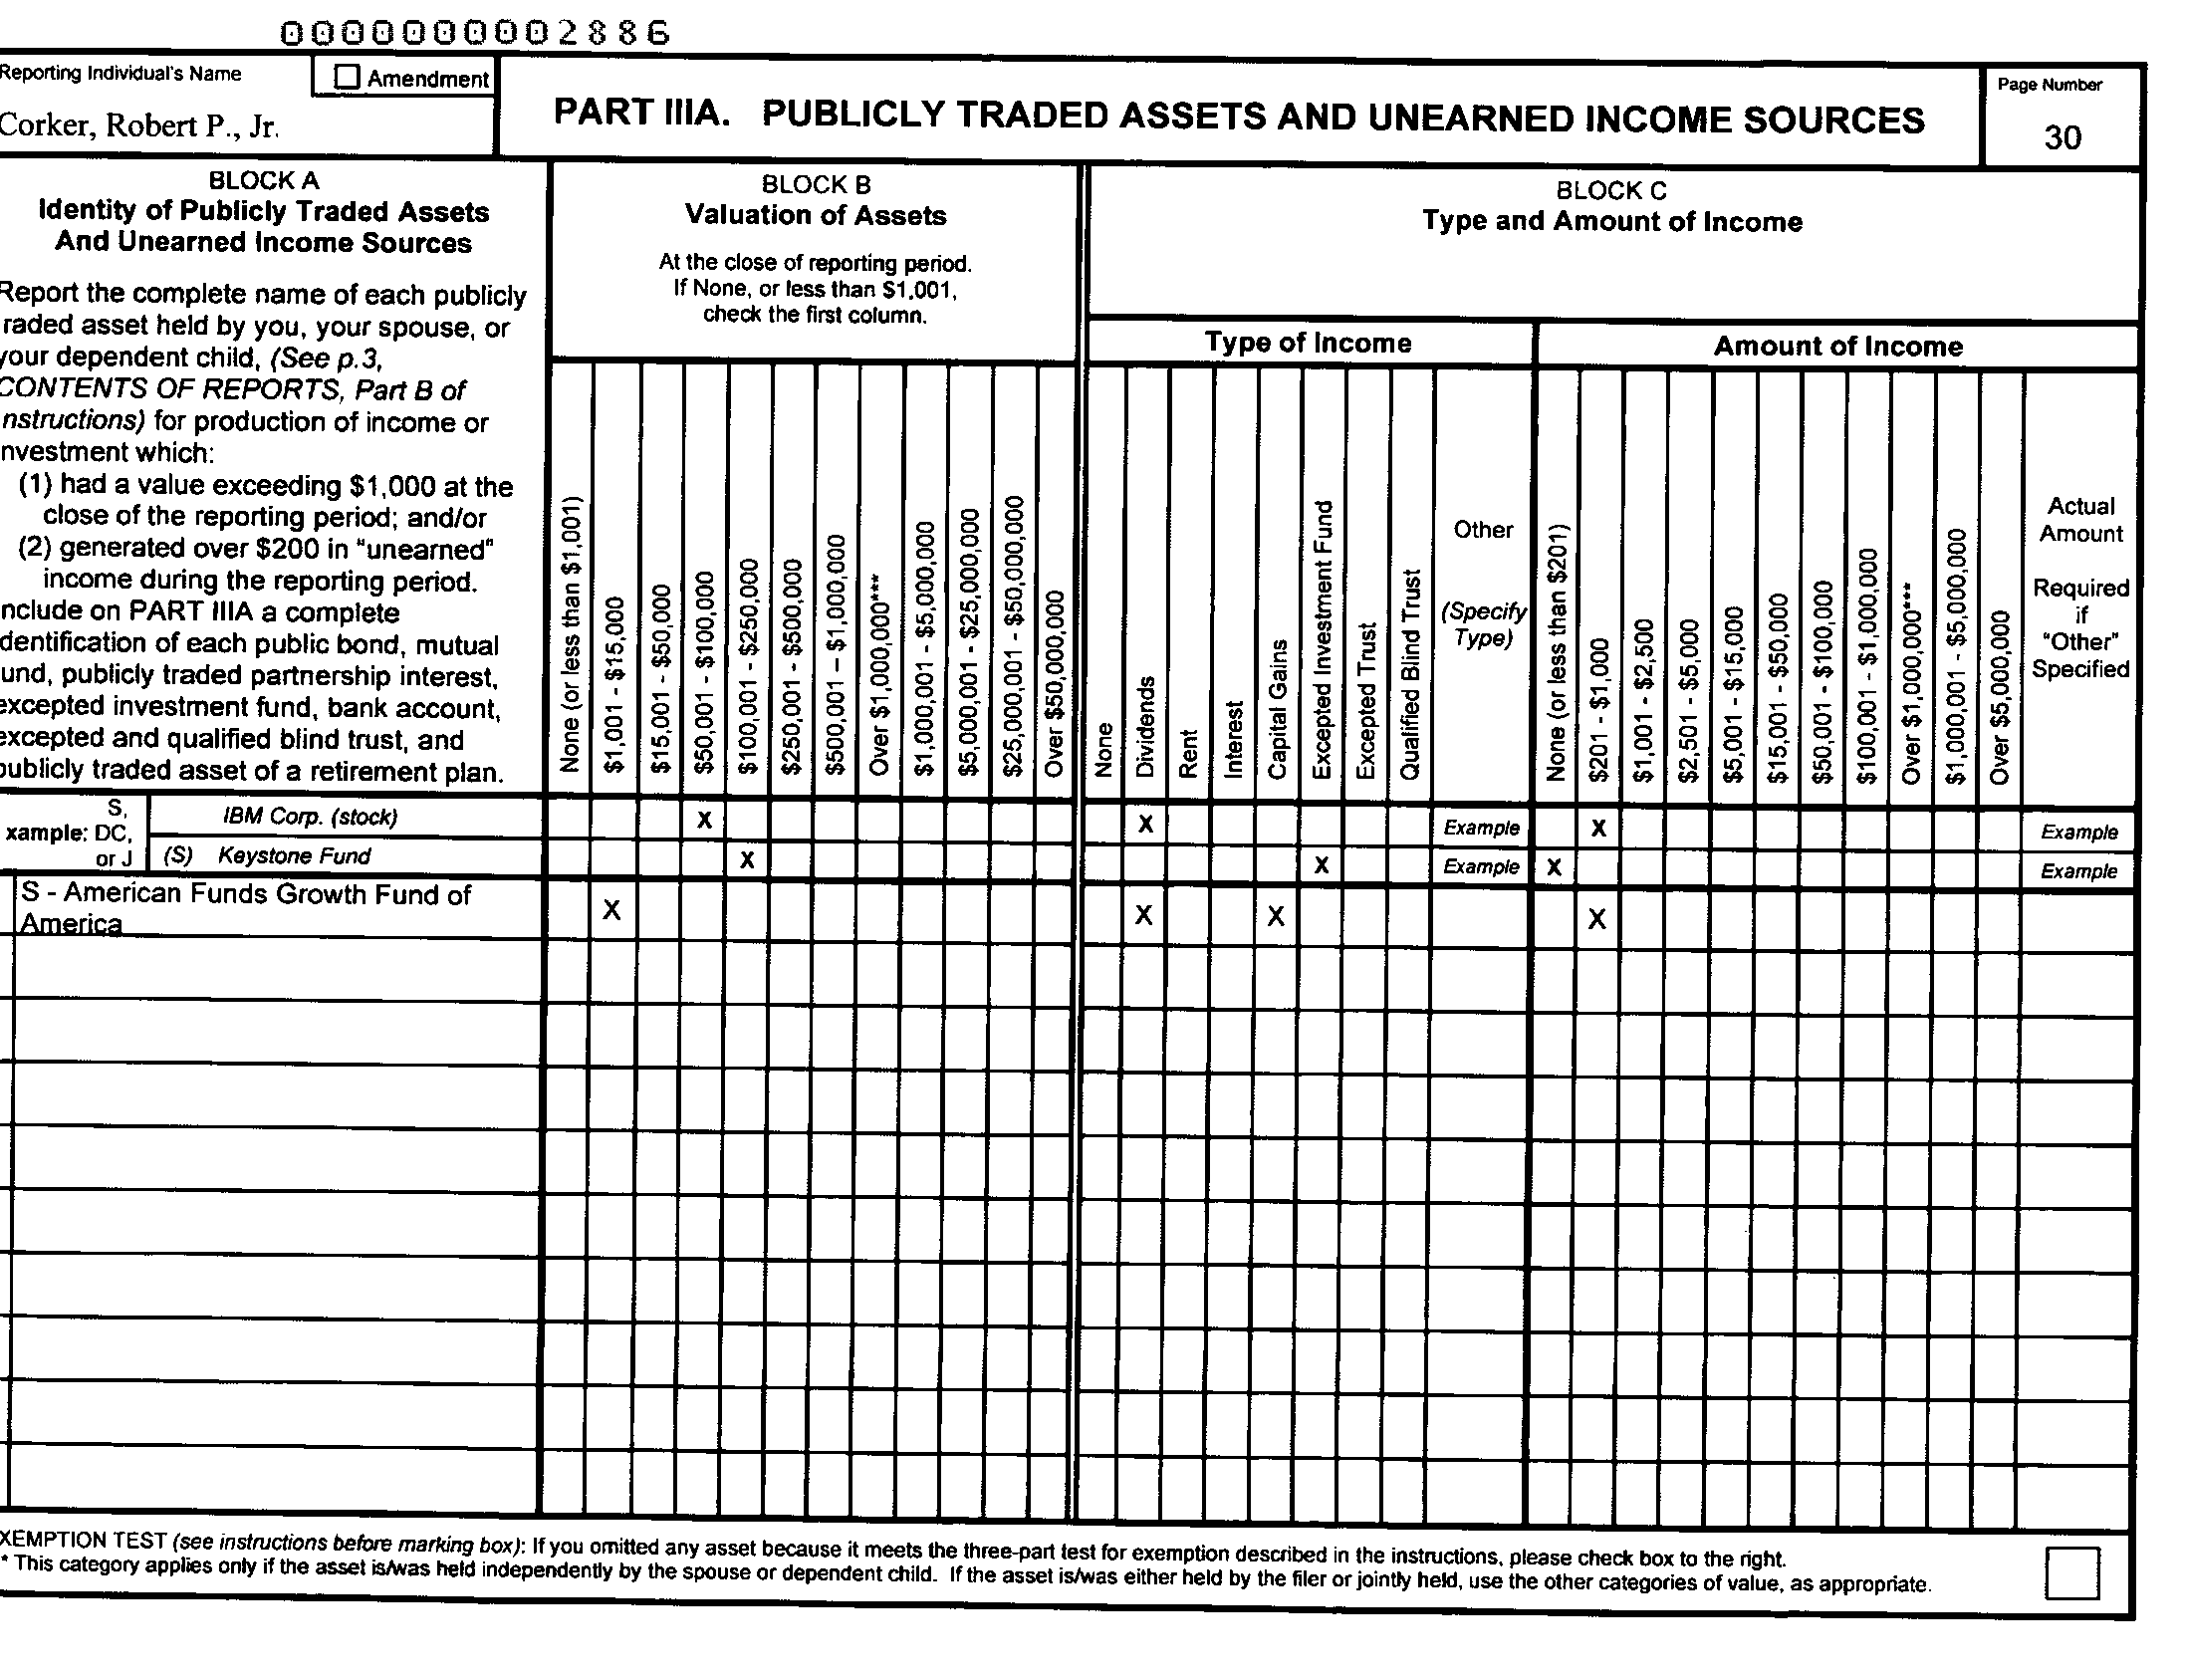 0000000002886
Reporting Individual's Name
Amendment
Corker, Robert P., Jr.
PART IIIA. PUBLICLY TRADED ASSETS AND UNEARNED INCOME SOURCES
Page Number
30
BLOCK A
Identity of Publicly Traded Assets
And Unearned Income Sources
Report the complete name of each publicly
raded asset held by you, your spouse, or
your dependent child, (See p.3,
CONTENTS OF REPORTS, Part B of
nstructions) for production of income or
nvestment which:
(1) had a value exceeding $1,000 at the
close of the reporting period; and/or
(2) generated over $200 in "unearned"
income during the reporting period.
nclude on PART IIIA a complete
dentification of each public bond, mutual
und, publicly traded partnership interest,
excepted investment fund, bank account,
excepted and qualified blind trust, and
publicly traded asset of a retirement plan.
BLOCK B
Valuation of Assets
At the close of reporting period.
If None, or less than $1,001,
check the first column.
None (or less than $1,001)
$1,001 - $15,000
$15,001 - $50,000
$50,001 - $100,000
$100,001 - $250,000
$250,001 - $500,000
$500,001 – $1,000,000
Over $1,000,000***
$1,000,001 - $5,000,000
$5,000,001 - $25,000,000
$25,000,001 - $50,000,000
Over $50,000,000
BLOCK C
Type and Amount of Income
Type of Income
None
Dividends
Rent
Interest
Capital Gains
Excepted Investment Fund
Excepted Trust
Qualified Blind Trust
Other
(Specify
Type)
Amount of Income
None (or less than $201)
$201 - $1,000
$1,001 - $2,500
$2,501 - $5,000
$5,001 - $15,000
$15,001 - $50,000
$50,001 - $100,000
$100,001 - $1,000,000
Over $1,000,000***
$1,000,001 - $5,000,000
Over $5,000,000
Actual
Amount
Required
if
"Other"
Specified
S,
xample: DC,
or J
IBM Corp. (stock) X X Example X Example
(S) Keystone Fund X X Example X Example
S - American Funds Growth Fund of
America X X X X
XEMPTION TEST (see instructions before marking box): If you omitted any asset because it meets the three-part test for exemption described in the instructions, please check box to the right.
* This category applies only if the asset is/was held independently by the spouse or dependent child. If the asset is/was either held by the filer or jointly held, use the other categories of value, as appropriate.